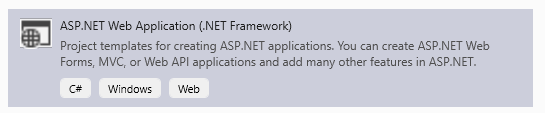 ASP.NET Web Application (.NET Framework)
Project templates for creating ASP.NET applications. You can create ASP.NET Web
Forms, MVC, or Web API applications and add many other features in ASP.NET.
C# Windows Web